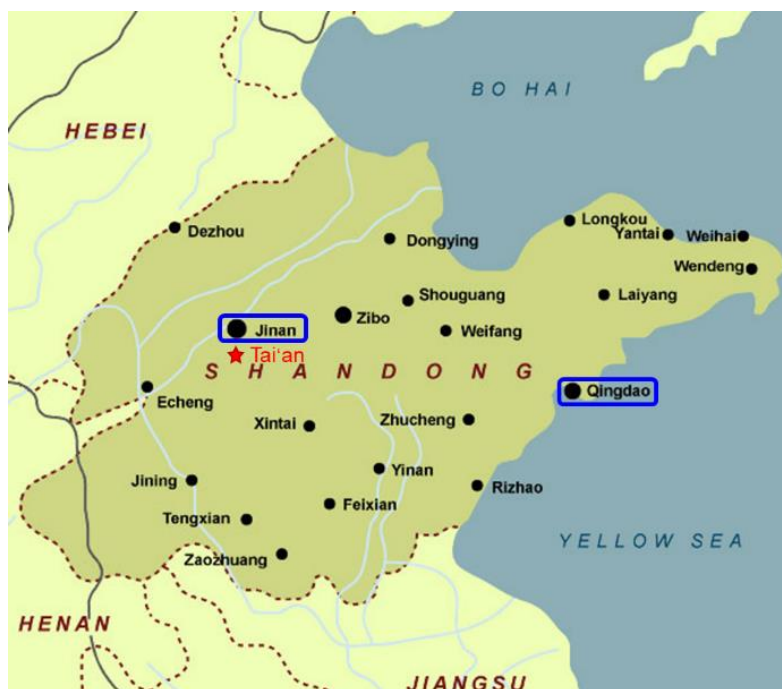 BO HAI
HEBEI
Longkou
Dezhou
Yantai
Weihai
Dongying
Wendeng
Shouguang
Laiyang
Zibo
Jinan
Weifang
Tai'an
SHANDONG
Qingdao
Echeng
Xintai
Zhucheng
Yinan
Jining
Rizhao
Feixian
Tengxian
YELLOW SEA
Zaozhuang
HENAN
JIANGSU